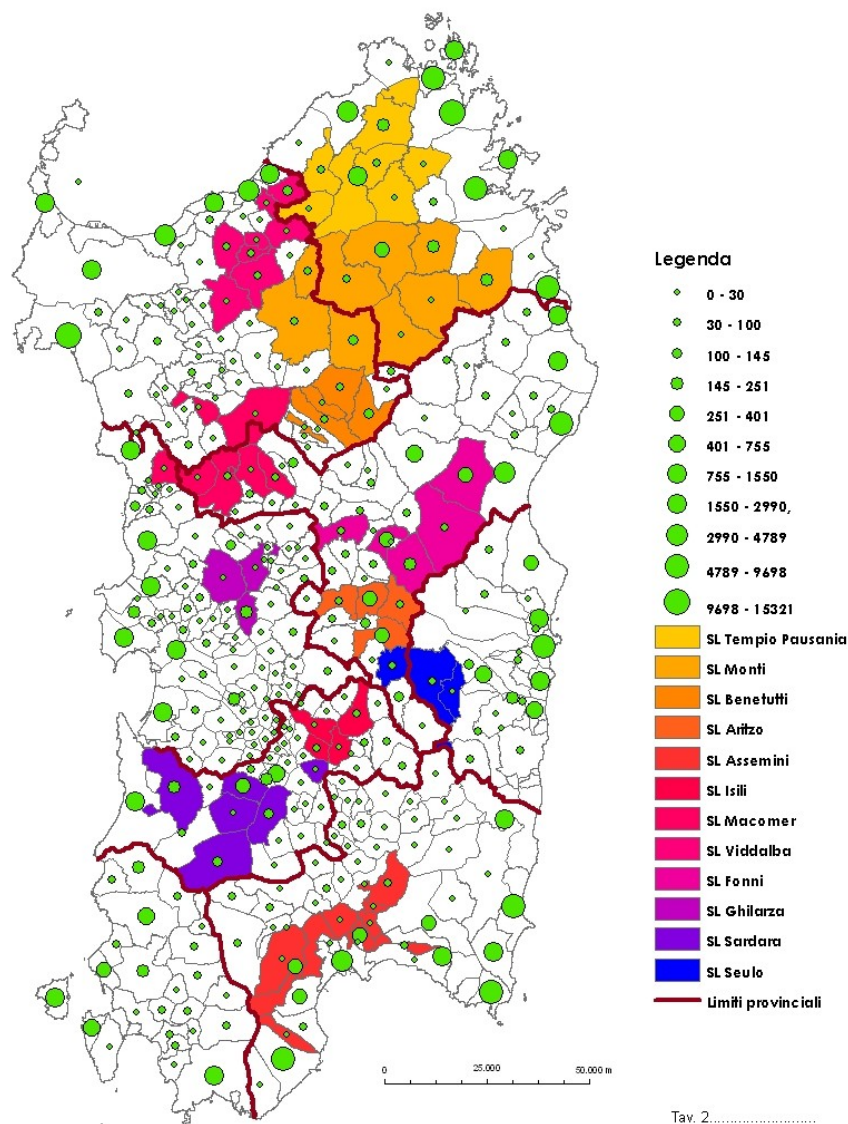 Legenda
0 - 30
30 - 100
100 - 145
145 - 251
251 - 401
401 - 755
755 - 1550
1550 - 2990,
2990 - 4789
4789 - 9698
9698 - 15321
SL Tempio Pausania
SL Monti
SL Benetutti
SL Aritzo
SL Assemini
SL Isili
SL Macomer
SL Viddalba
SL Fonni
SL Ghilarza
SL Sardara
SL Seulo
Limiti provinciali
0 25.000 50.000 m
Tav. 2..........................